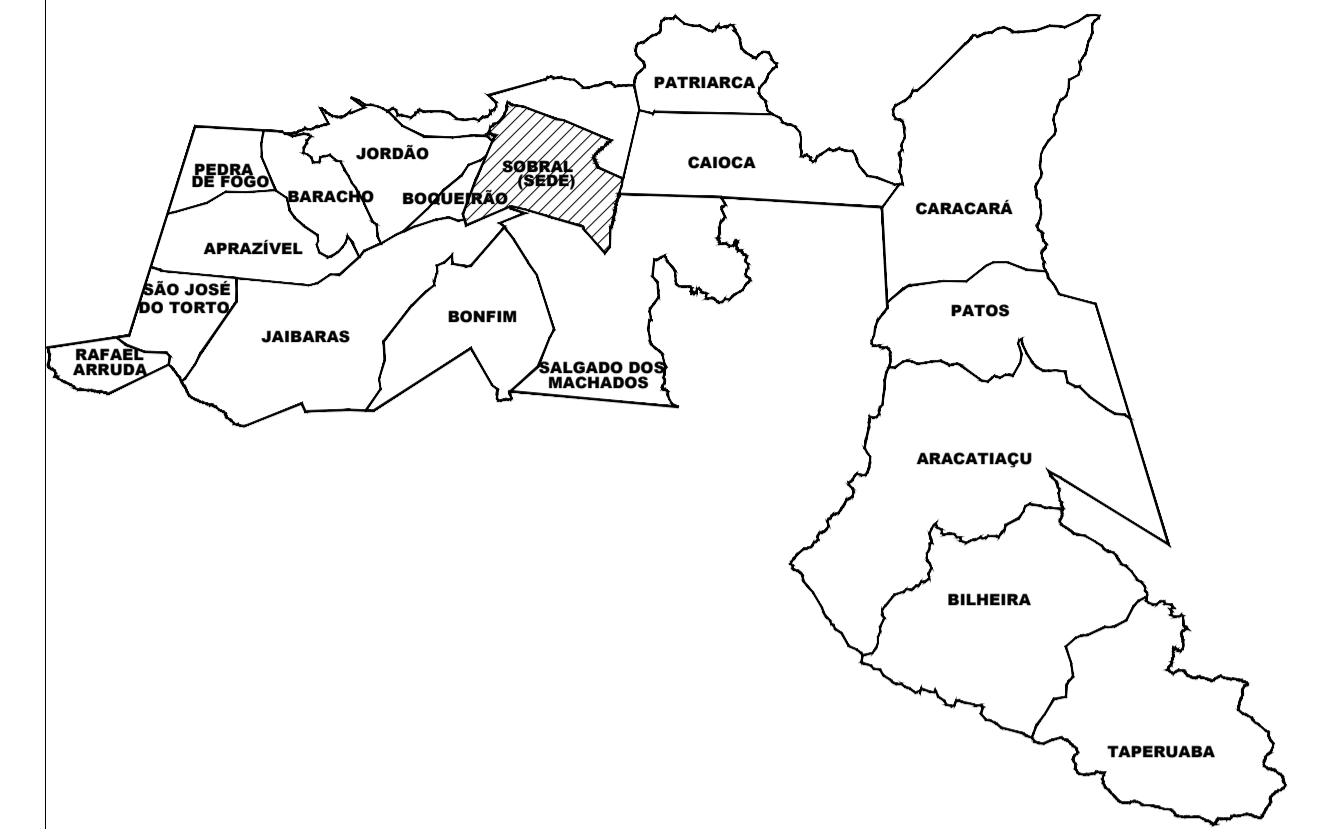 PATRIARCA
JORDÃO
CAIOCA
PEDRA
DE FOGO
SOBRAL
(SEDE)
BARACHO
BOQUEIRÃO
CARACARÁ
APRAZÍVEL
SÃO JOSÉ
DO TORTO
PATOS
BONFIM
JAIBARAS
RAFAEL
ARRUDA
SALGADO DOS
MACHADOS
ARACATIAÇU
BILHEIRA
TAPERUABA